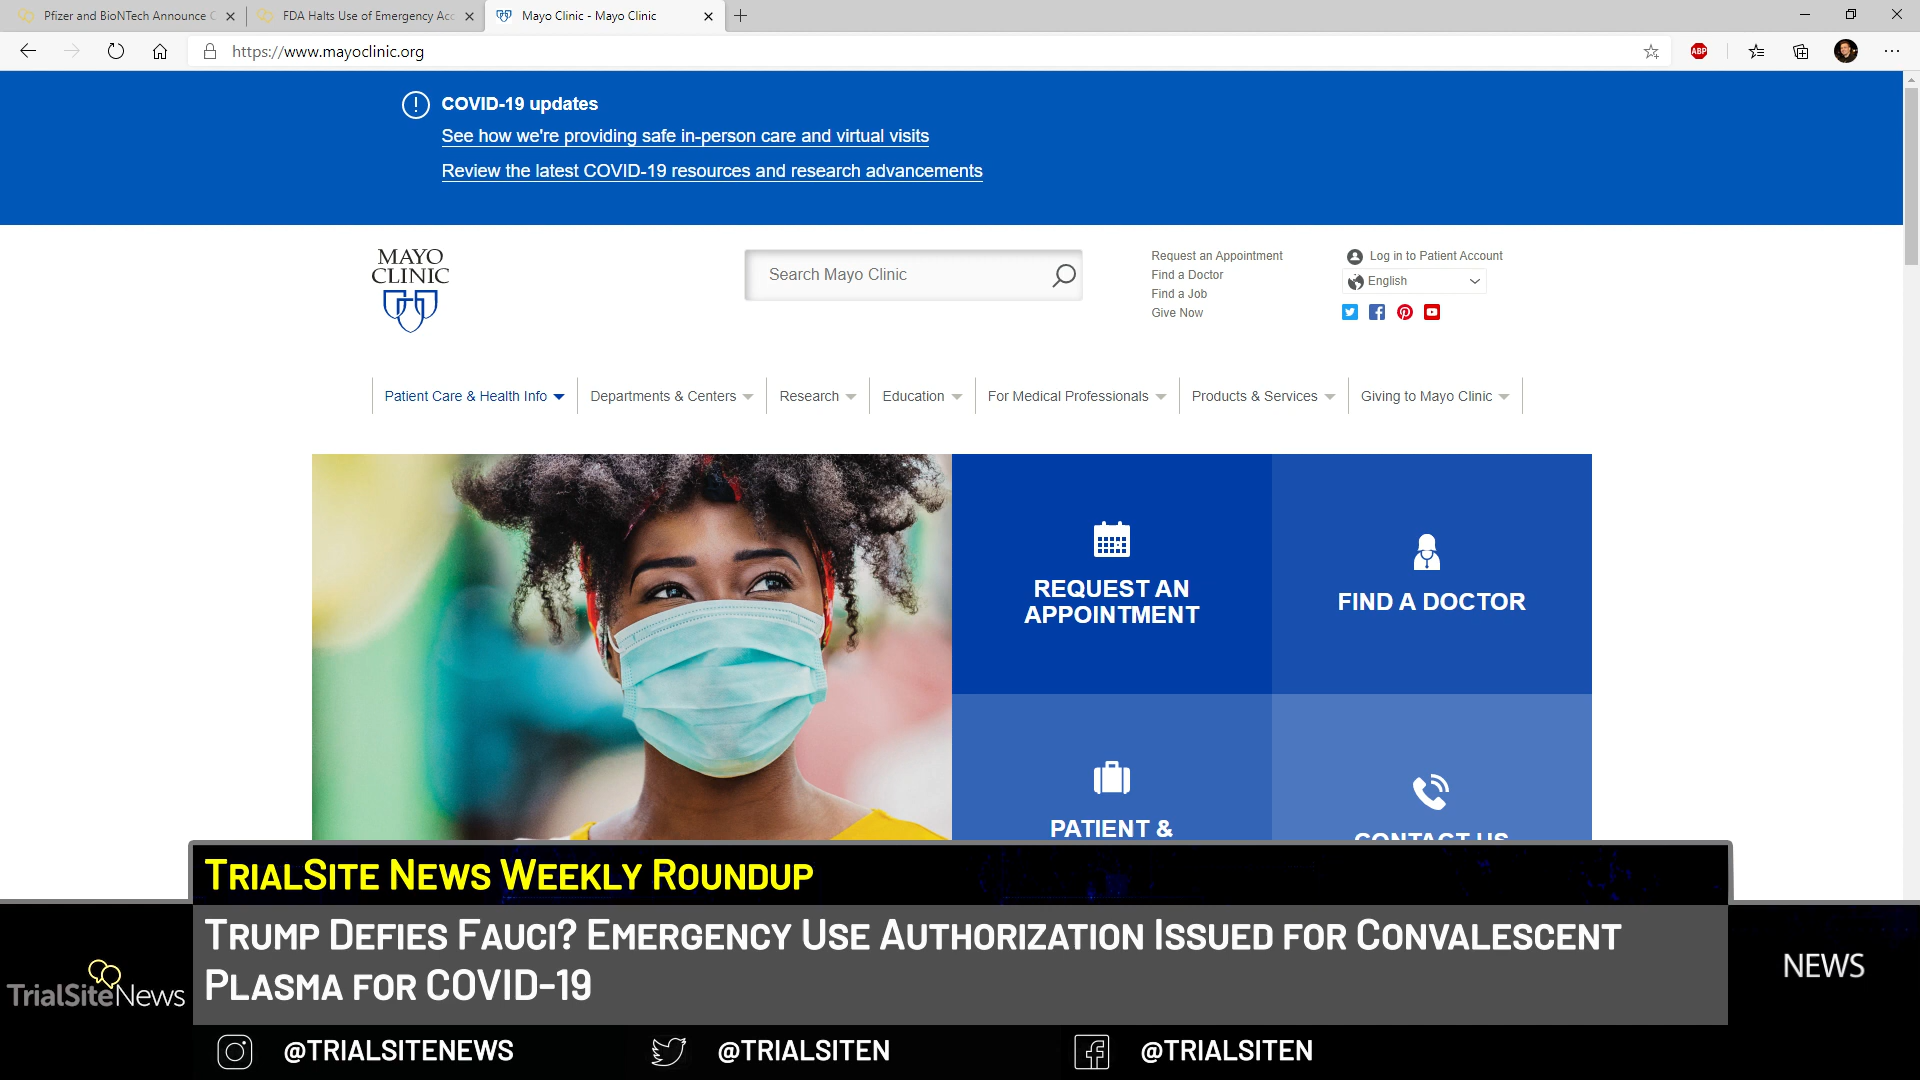 Pfizer and BioNTech Announce
FDA Halts Use of Emergency Acc
Mayo Clinic - Mayo Clinic
https://www.mayoclinic.org
ABP
COVID-19 updates
See how we're providing safe in-person care and virtual visits
Review the latest COVID-19 resources and research advancements
MAYO
CLINIC
Search Mayo Clinic
Request an Appointment
Find a Doctor
Find a Job
Give Now
Log in to Patient Account
English
Patient Care & Health Info
Departments & Centers
Research
Education
For Medical Professionals
Products & Services
Giving to Mayo Clinic
REQUEST AN
APPOINTMENT
FIND A DOCTOR
PATIENT &
CONTACT US
TRIALSITE NEWS WEEKLY ROUNDUP
TRUMP DEFIES FAUCI? EMERGENCY USE AUTHORIZATION ISSUED FOR CONVALESCENT
PLASMA FOR COVID-19
TrialSiteNews
NEWS
@TRIALSITENEWS
@TRIALSITEN
@TRIALSITEN